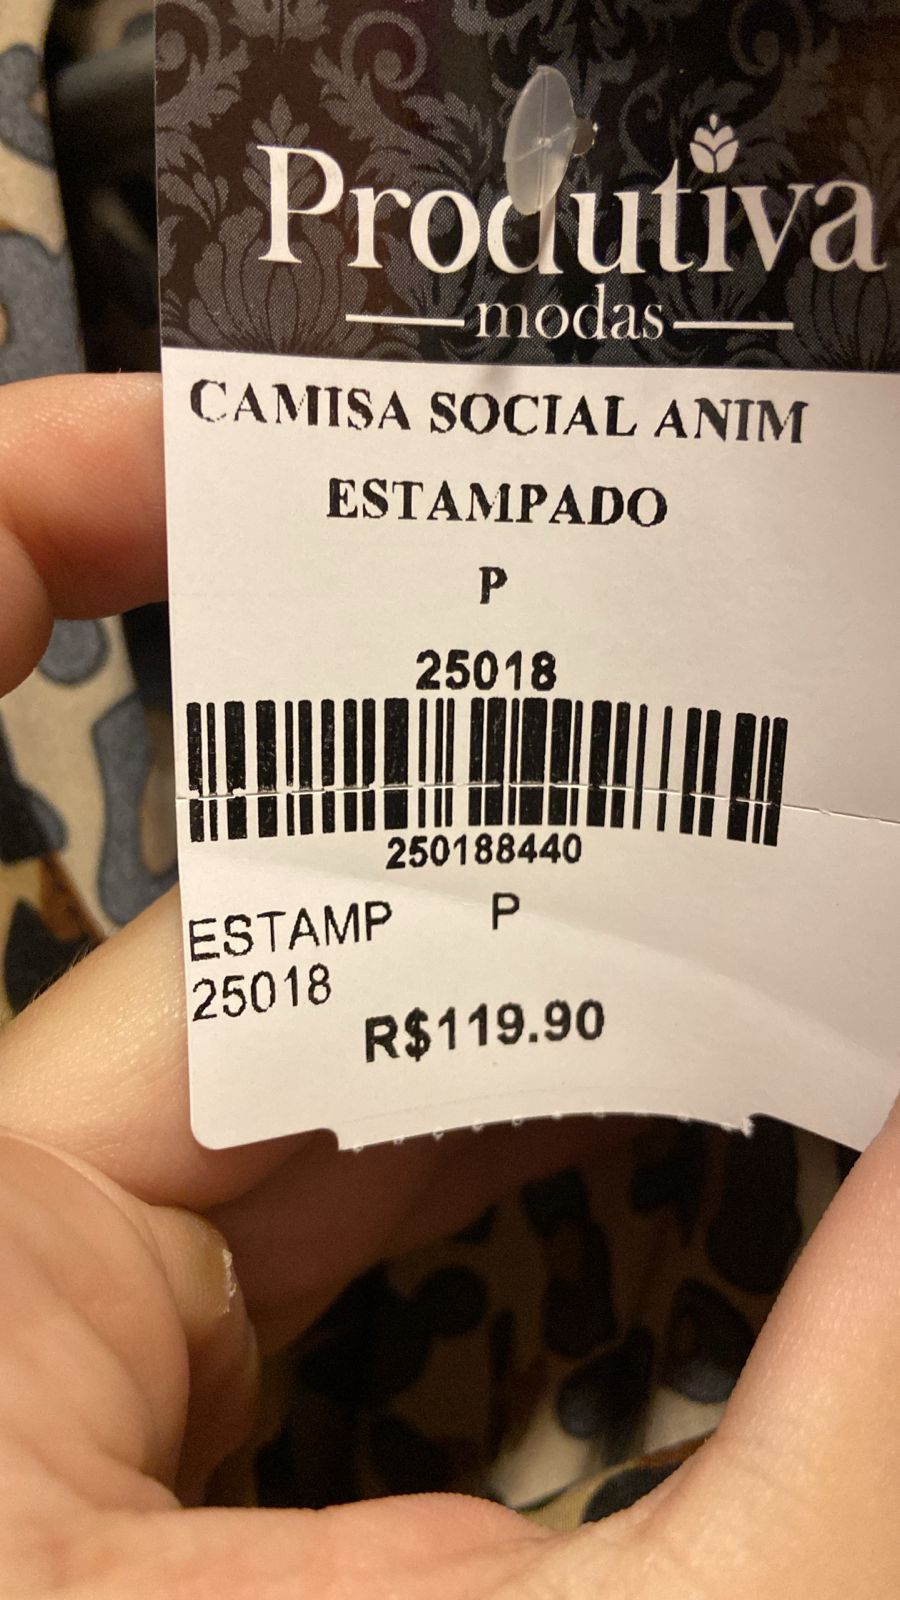 Produtiva
modas
CAMISA SOCIAL ANIM
ESTAMPADO
P
25018
250188440
ESTAMP P
25018
R$119.90